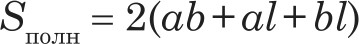 Sполн = 2(ab + al + bl)